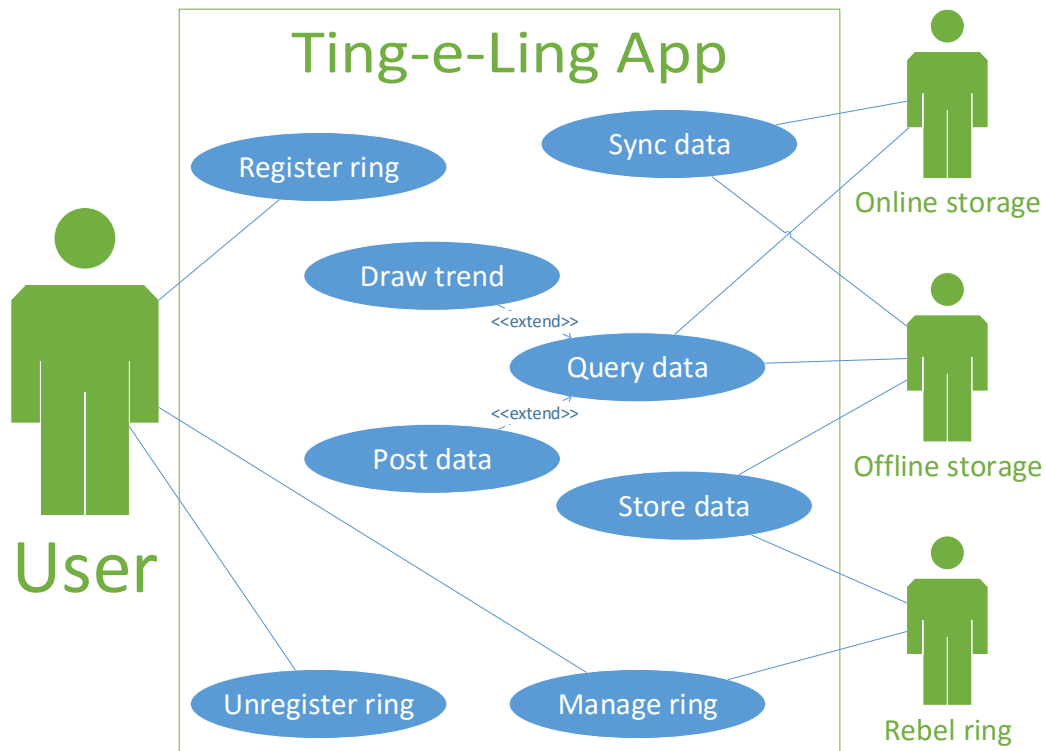 Ting-e-Ling App
Sync data
Register ring
Online storage
Draw trend
<<extend>>
Query data
<<extend>>
Post data
Offline storage
Store data
User
Unregister ring
Manage ring
Rebel ring